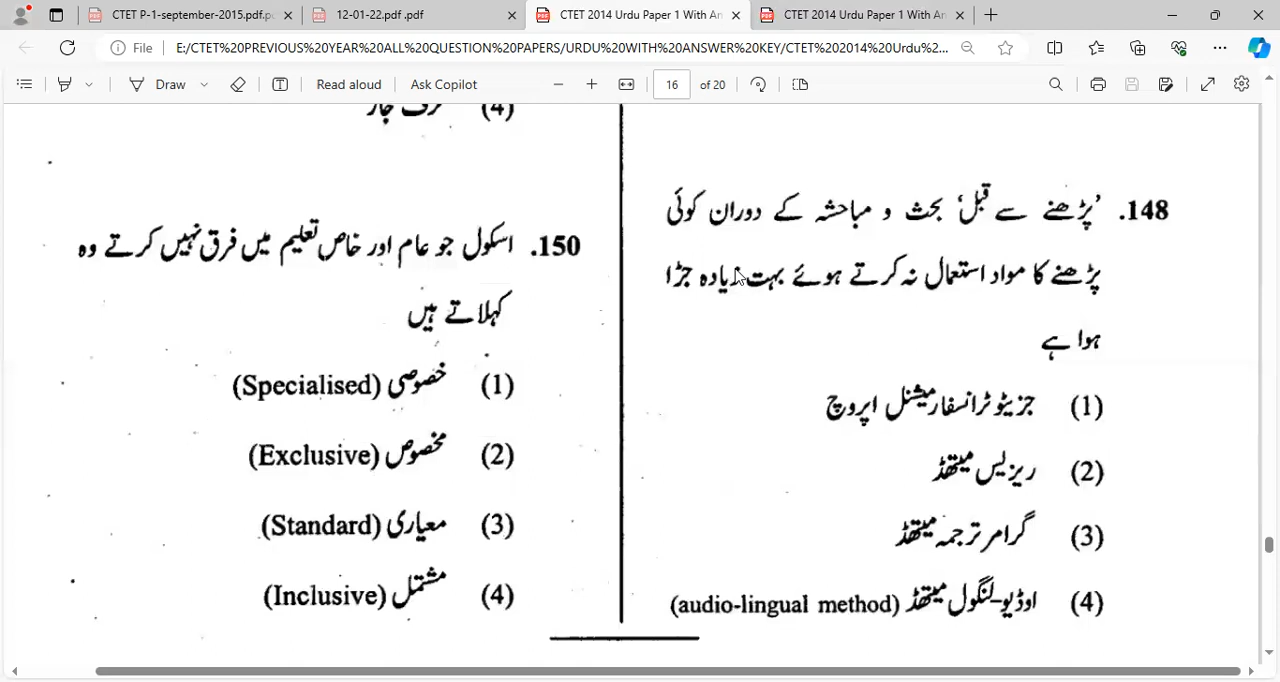 CTET P-1-september-2015.pdf.p
12-01-22.pdf .pdf
CTET 2014 Urdu Paper 1 With An
CTET 2014 Urdu Paper 1 With An
File
E:/CTET%20PREVIOUS%20YEAR%20ALL%20QUESTION%20PAPERS/URDU%20WITH%20ANSWER%20KEY/CTET%202014%20Urdu%2...
Draw
Read aloud
Ask Copilot
16 of 20
148. ’پڑھنے سے قبل‘ بحث و مباحثہ کے دوران کوئی
پڑھنے کا مواد استعمال نہ کرتے ہوئے بہت زیادہ جڑا
ہوا ہے
(1) جزیٹو ٹرانسفارمیشنل اپروچ
(2) ریزلیس میتھڈ
(3) گرامر ترجمہ میتھڈ
(4) اوڈیو-لنگول میتھڈ (audio-lingual method)
(4) حرف جار
150. اسکول جو عام اور خاص تعلیم میں فرق نہیں کرتے وہ
کہلاتے ہیں
(1) خصوصی (Specialised)
(2) مخصوص (Exclusive)
(3) معیاری (Standard)
(4) مشتمل (Inclusive)